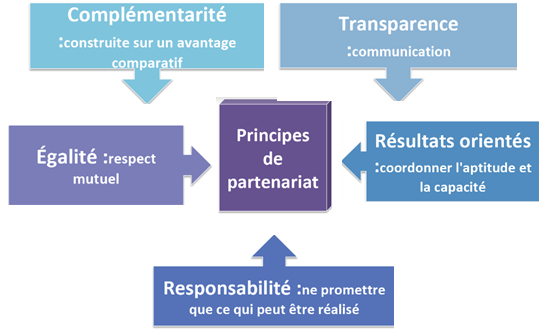 Complémentarité
:construite sur un avantage
comparatif
Transparence
:communication
Égalité :respect
mutuel
Principes
de
partenariat
Résultats orientés
:coordonner l'aptitude et
la capacité
Responsabilité :ne promettre
que ce qui peut être réalisé